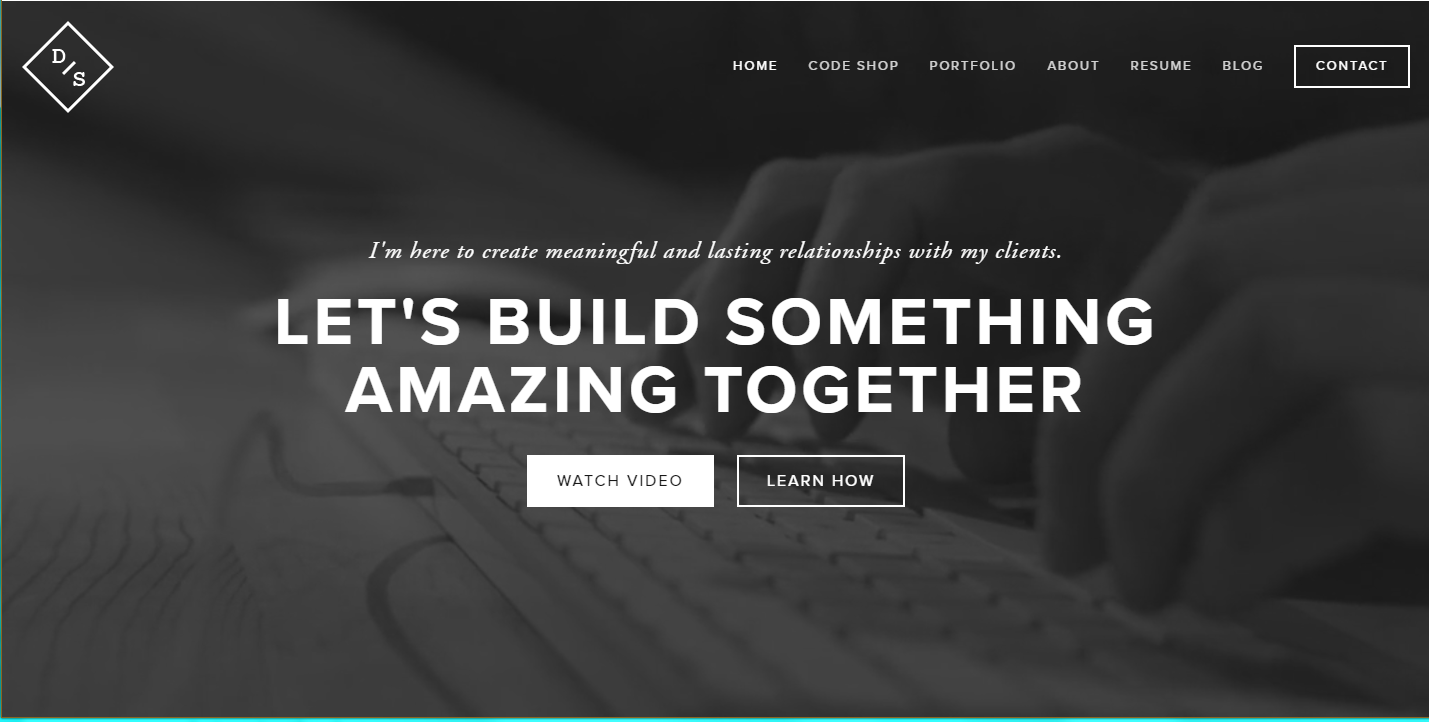 D/S
HOME CODE SHOP PORTFOLIO ABOUT RESUME BLOG CONTACT
I'm here to create meaningful and lasting relationships with my clients.
LET'S BUILD SOMETHING
AMAZING TOGETHER
WATCH VIDEO LEARN HOW